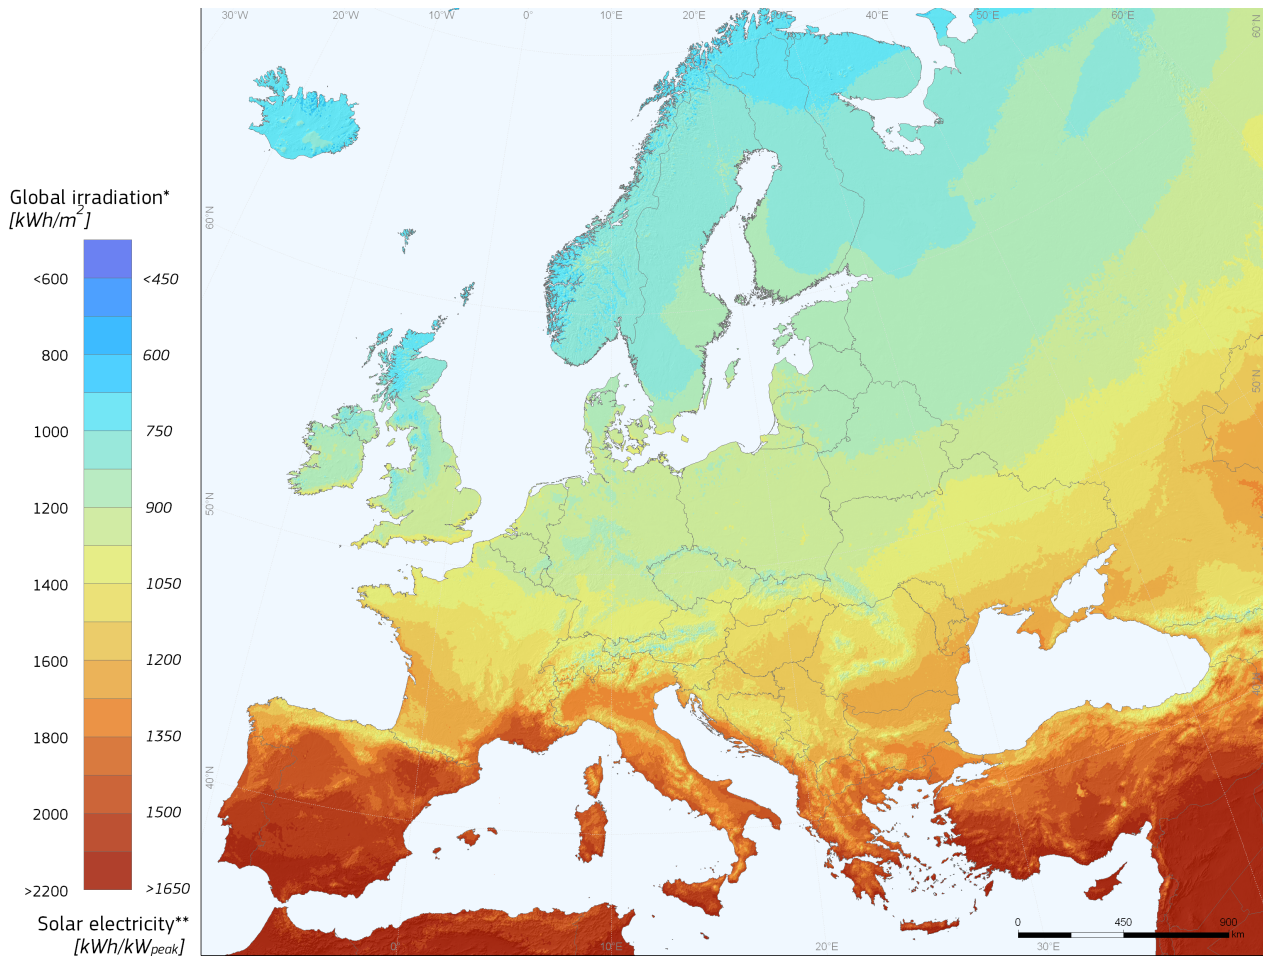 30°W 20°W 10°W 0° 10°E 20°E 40°E 50°E 60°E
60°N
Global irradiation*
[kWh/m²]
60°N
<600 <450
800 600
50°N
1000 750
1200 900
50°N
1400 1050
1600 1200
1800 1350
40°N
2000 1500
>2200 >1650
Solar electricity**
[kWh/kWpeak]
0 450 900
km
0° 10°E 20°E 30°E